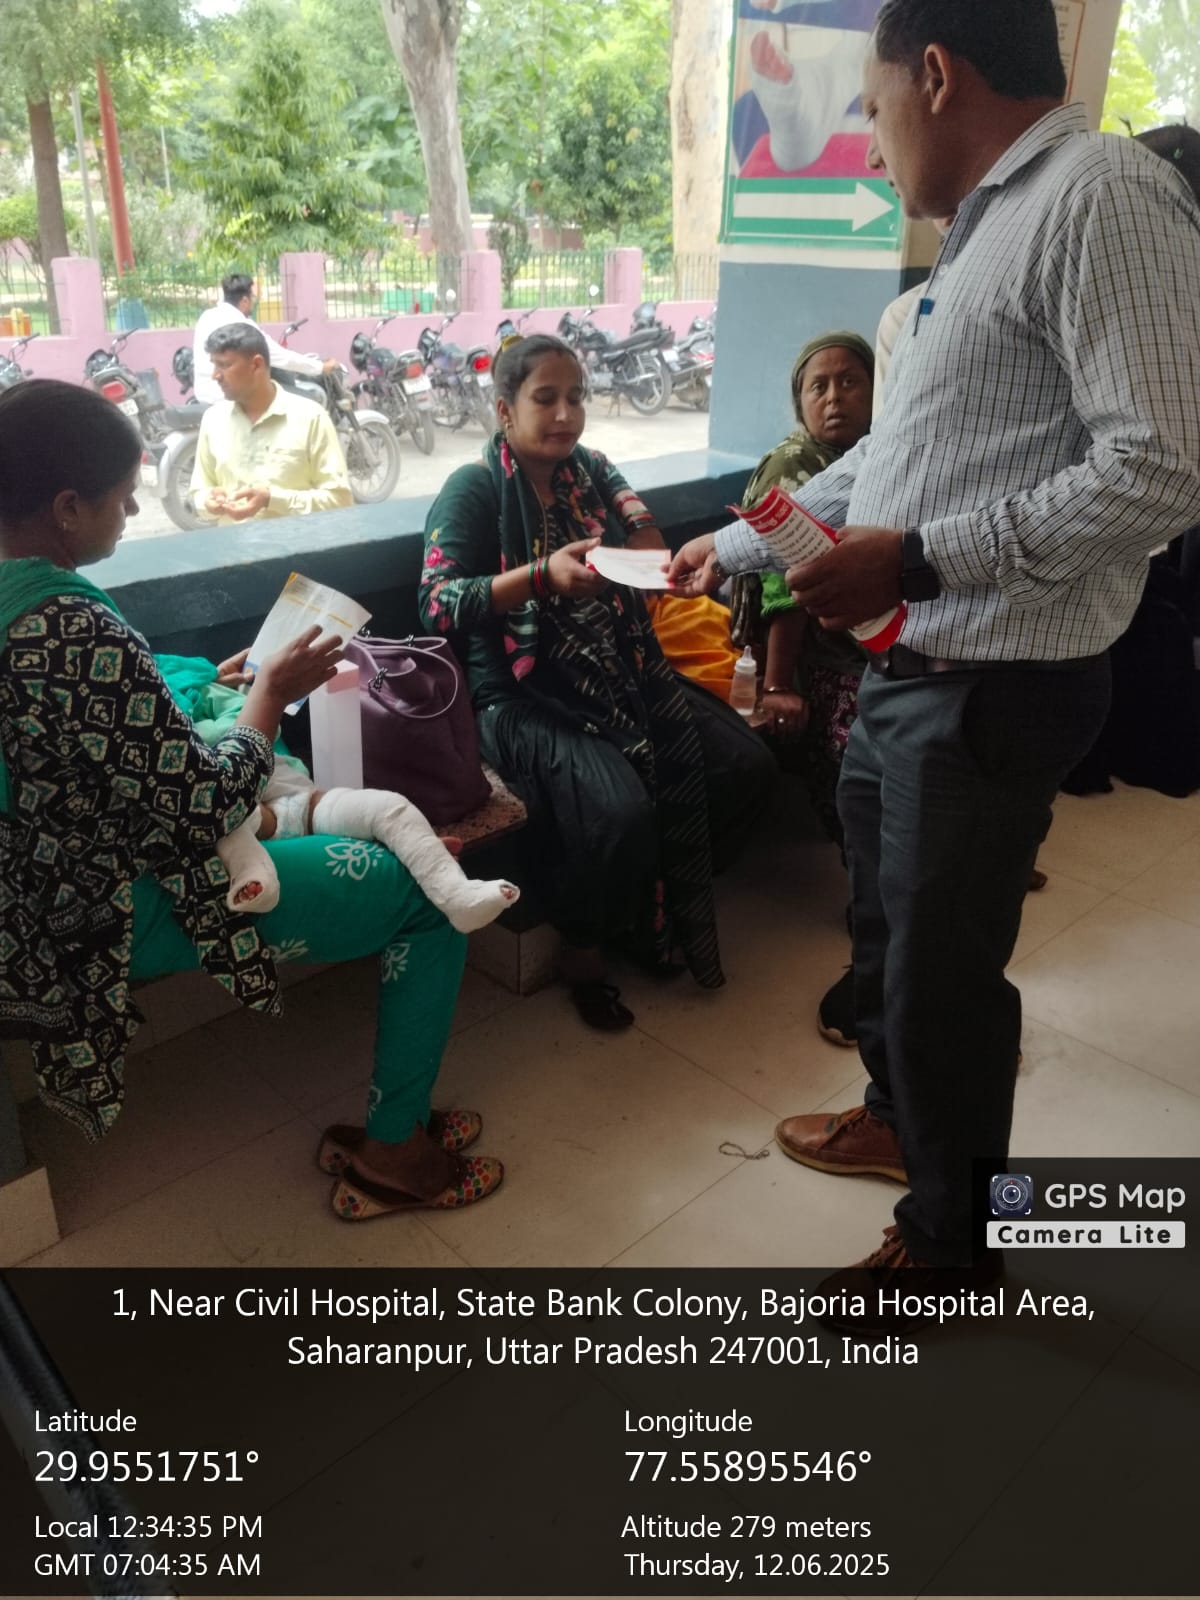 GPS Map
Camera Lite
1, Near Civil Hospital, State Bank Colony, Bajoria Hospital Area,
Saharanpur, Uttar Pradesh 247001, India
Latitude
29.9551751°
Longitude
77.55895546°
Local 12:34:35 PM
GMT 07:04:35 AM
Altitude 279 meters
Thursday, 12.06.2025